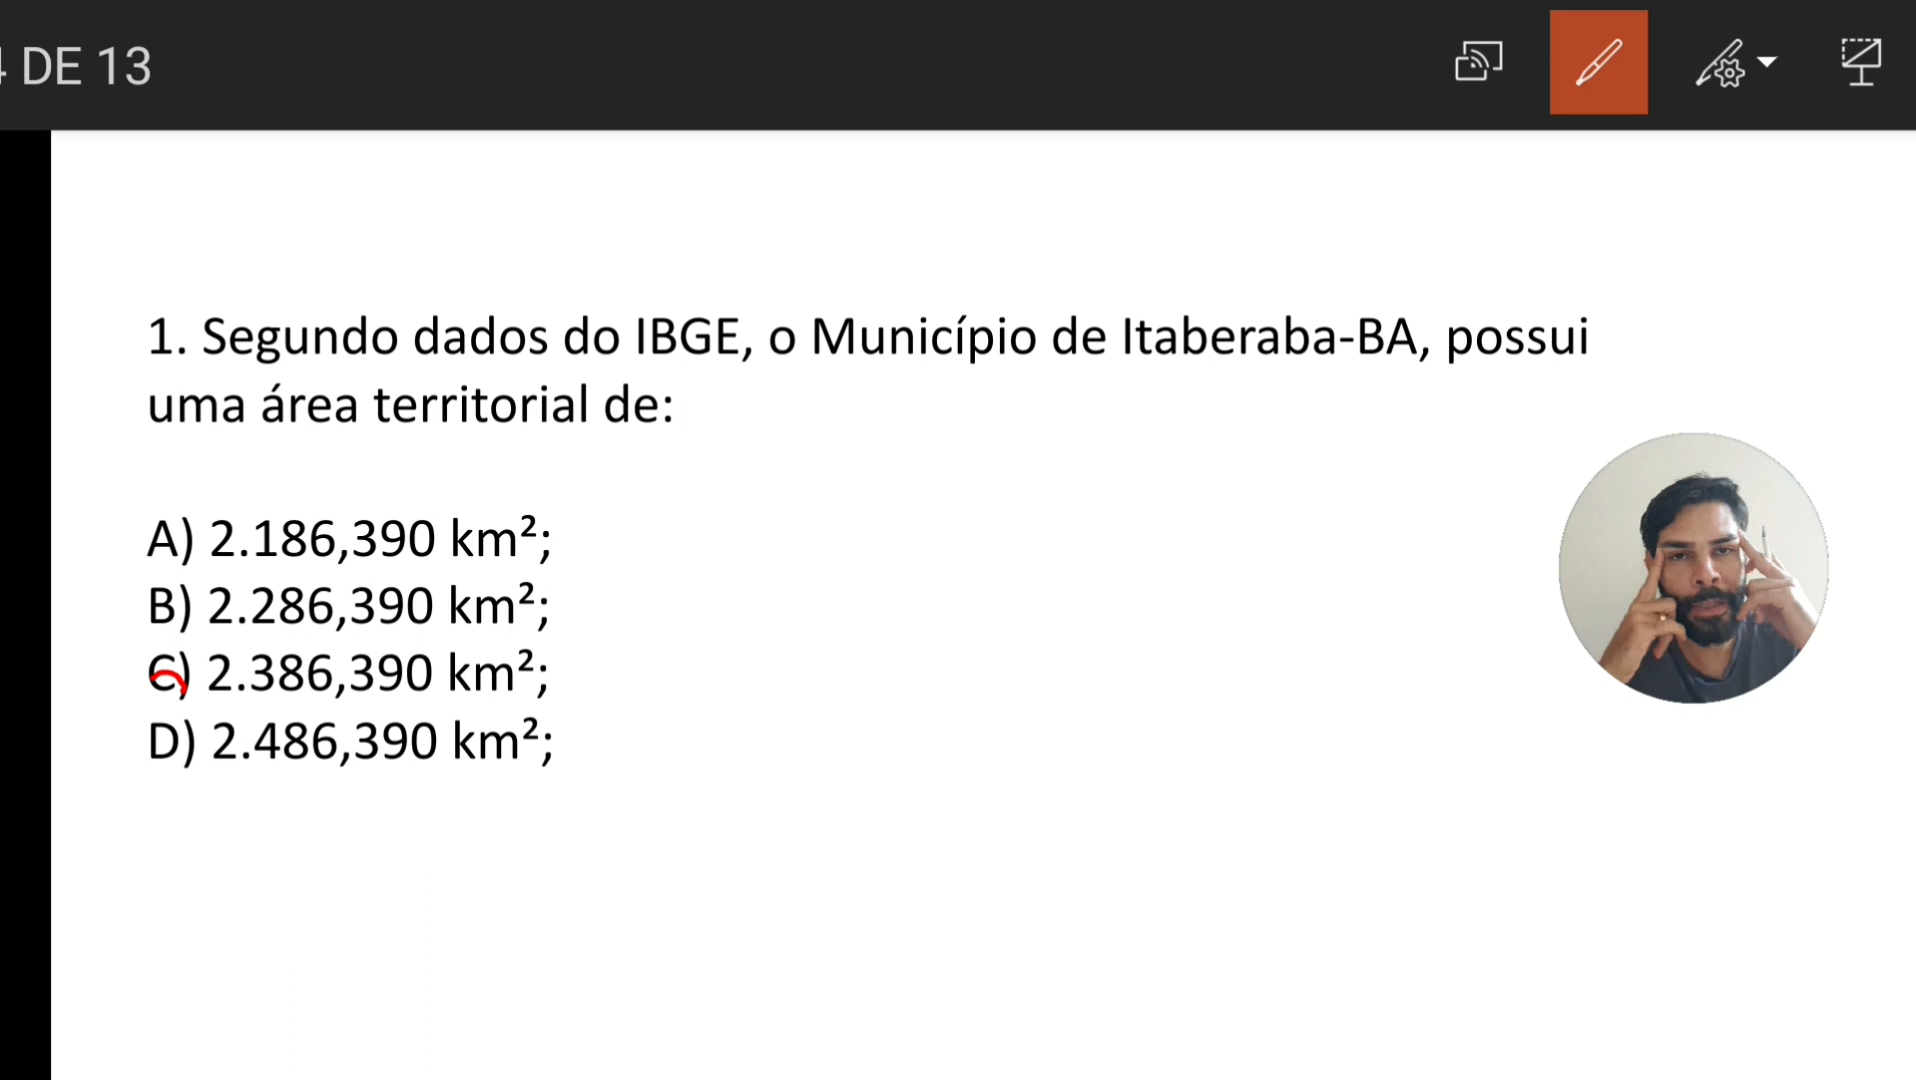 DE 13
1. Segundo dados do IBGE, o Município de Itaberaba-BA, possui
uma área territorial de:
A) 2.186,390 km²;
B) 2.286,390 km²;
C) 2.386,390 km²;
D) 2.486,390 km²;